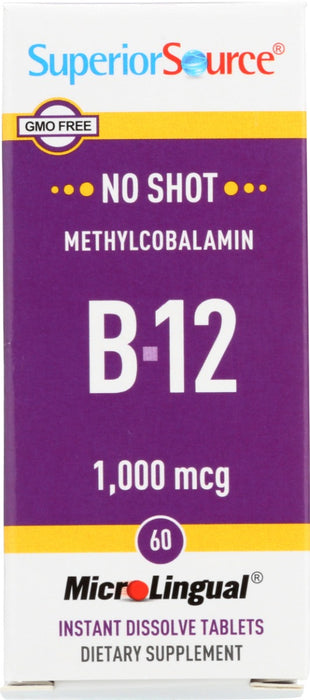 SuperiorSource®
GMO FREE
NO SHOT
METHYLCOBALAMIN
B-12
1,000 mcg
60
MicroLingual®
INSTANT DISSOLVE TABLETS
DIETARY SUPPLEMENT